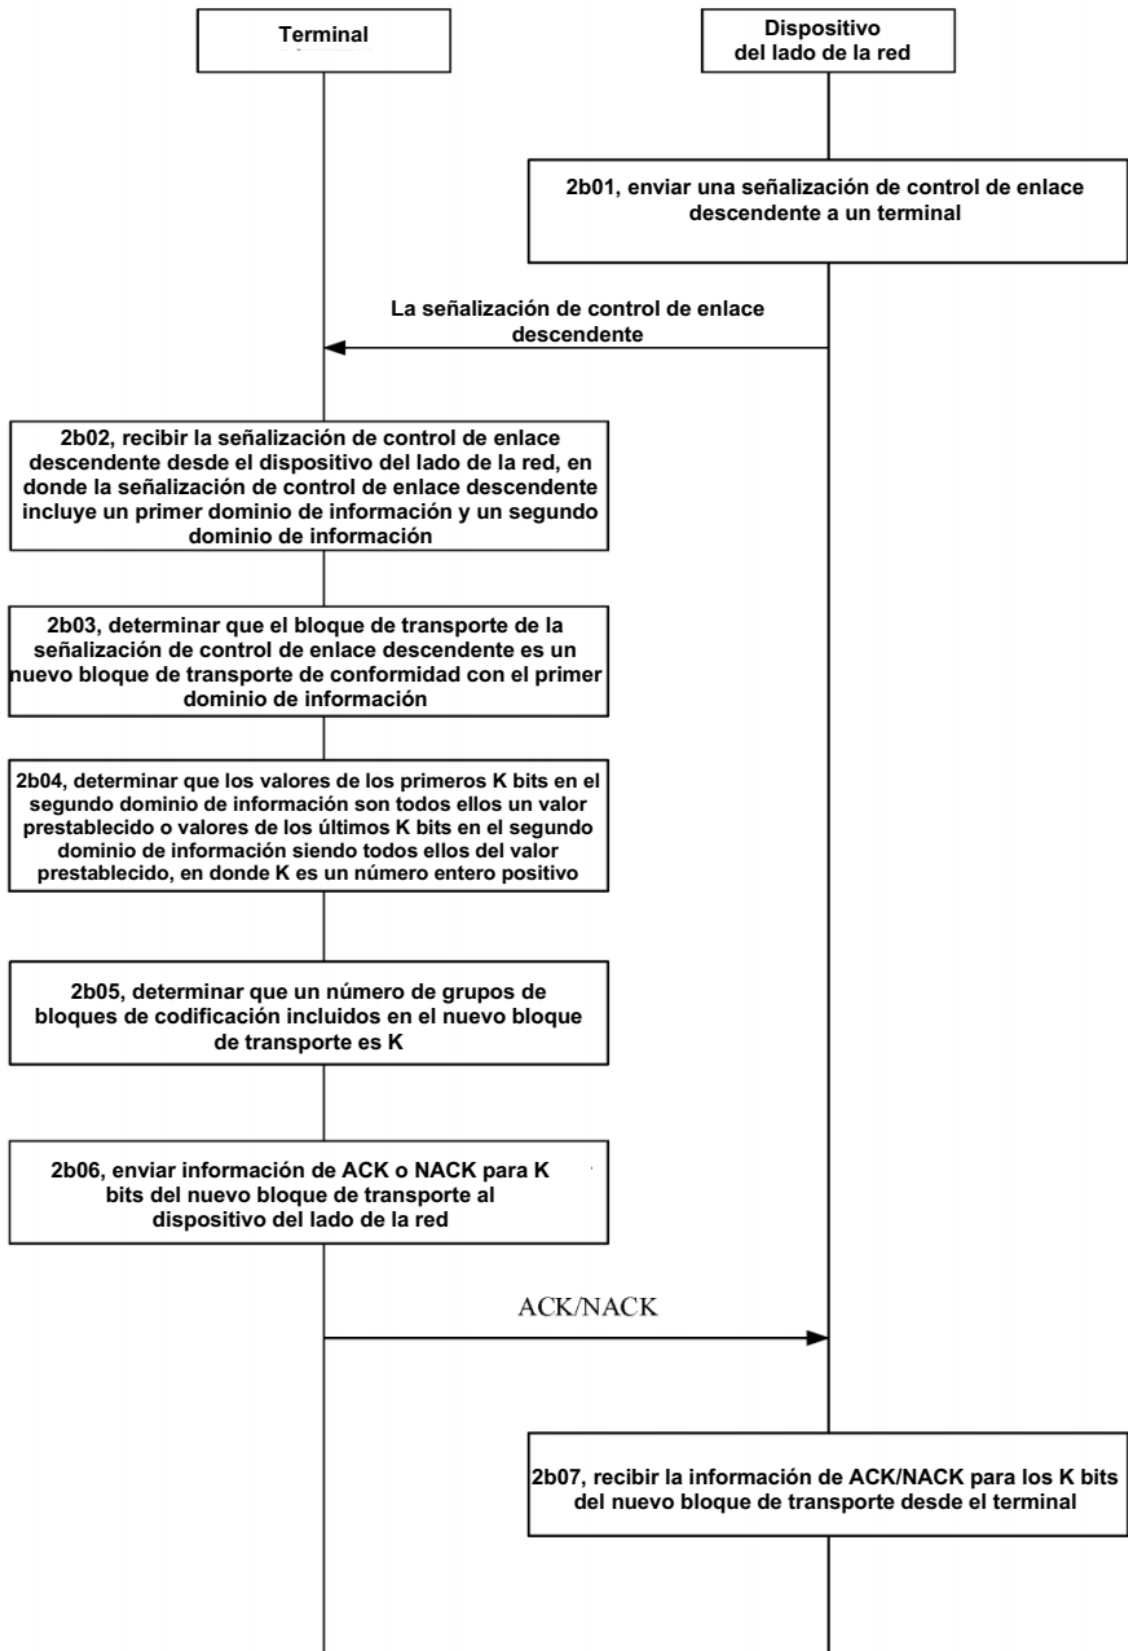 Terminal
Dispositivo
del lado de la red
2b01, enviar una señalización de control de enlace
descendente a un terminal
La señalización de control de enlace
descendente
2b02, recibir la señalización de control de enlace
descendente desde el dispositivo del lado de la red, en
donde la señalización de control de enlace descendente
incluye un primer dominio de información y un segundo
dominio de información
2b03, determinar que el bloque de transporte de la
señalización de control de enlace descendente es un
nuevo bloque de transporte de conformidad con el primer
dominio de información
2b04, determinar que los valores de los primeros K bits en el
segundo dominio de información son todos ellos un valor
prestablecido o valores de los últimos K bits en el segundo
dominio de información siendo todos ellos del valor
prestablecido, en donde K es un número entero positivo
2b05, determinar que un número de grupos de
bloques de codificación incluidos en el nuevo bloque
de transporte es K
2b06, enviar información de ACK o NACK para K
bits del nuevo bloque de transporte al
dispositivo del lado de la red
ACK/NACK
2b07, recibir la información de ACK/NACK para los K bits
del nuevo bloque de transporte desde el terminal